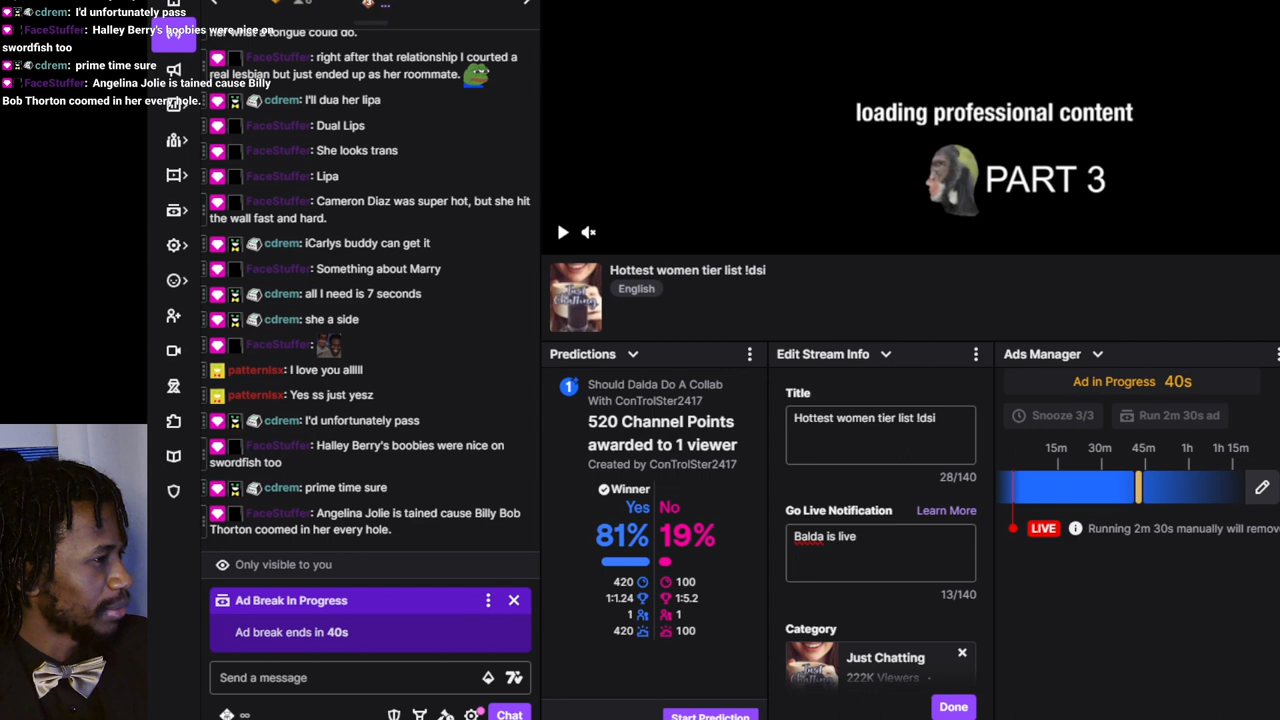 cdrem: I'd unfortunately pass
FaceStuffer: Halley Berry's boobies were nice on
swordfish too
cdrem: prime time sure
FaceStuffer: Angelina Jolie is tained cause Billy
Bob Thorton coomed in her every hole.
her what a tongue could do.
FaceStuffer: right after that relationship I courted a
real lesbian but just ended up as her roommate.
cdrem: I'll dua her lipa
FaceStuffer: Dual Lips
FaceStuffer: She looks trans
FaceStuffer: Lipa
FaceStuffer: Cameron Diaz was super hot, but she hit
the wall fast and hard.
cdrem: iCarlys buddy can get it
FaceStuffer: Something about Marry
cdrem: all I need is 7 seconds
cdrem: she a side
FaceStuffer:
patternisx: I love you alllll
patternisx: Yes ss just yesz
cdrem: I'd unfortunately pass
FaceStuffer: Halley Berry's boobies were nice on
swordfish too
cdrem: prime time sure
FaceStuffer: Angelina Jolie is tained cause Billy Bob
Thorton coomed in her every hole.
Only visible to you
Ad Break In Progress
Ad break ends in 40s
Send a message
Chat
loading professional content
PART 3
Hottest women tier list !dsi
English
Just
Chatting
Predictions
Should Dalda Do A Collab
With ConTrolSter2417
520 Channel Points
awarded to 1 viewer
Created by ConTrolSter2417
Winner
Yes No
81% 19%
420 100
1:1.24 1:5.2
1 1
420 100
Start Prediction
Edit Stream Info
Title
Hottest women tier list !dsi
28/140
Go Live Notification Learn More
Balda is live
13/140
Category
Just Chatting
222K Viewers
Done
Ads Manager
Ad in Progress 40s
Snooze 3/3 Run 2m 30s ad
15m 30m 45m 1h 1h 15m
LIVE Running 2m 30s manually will remov